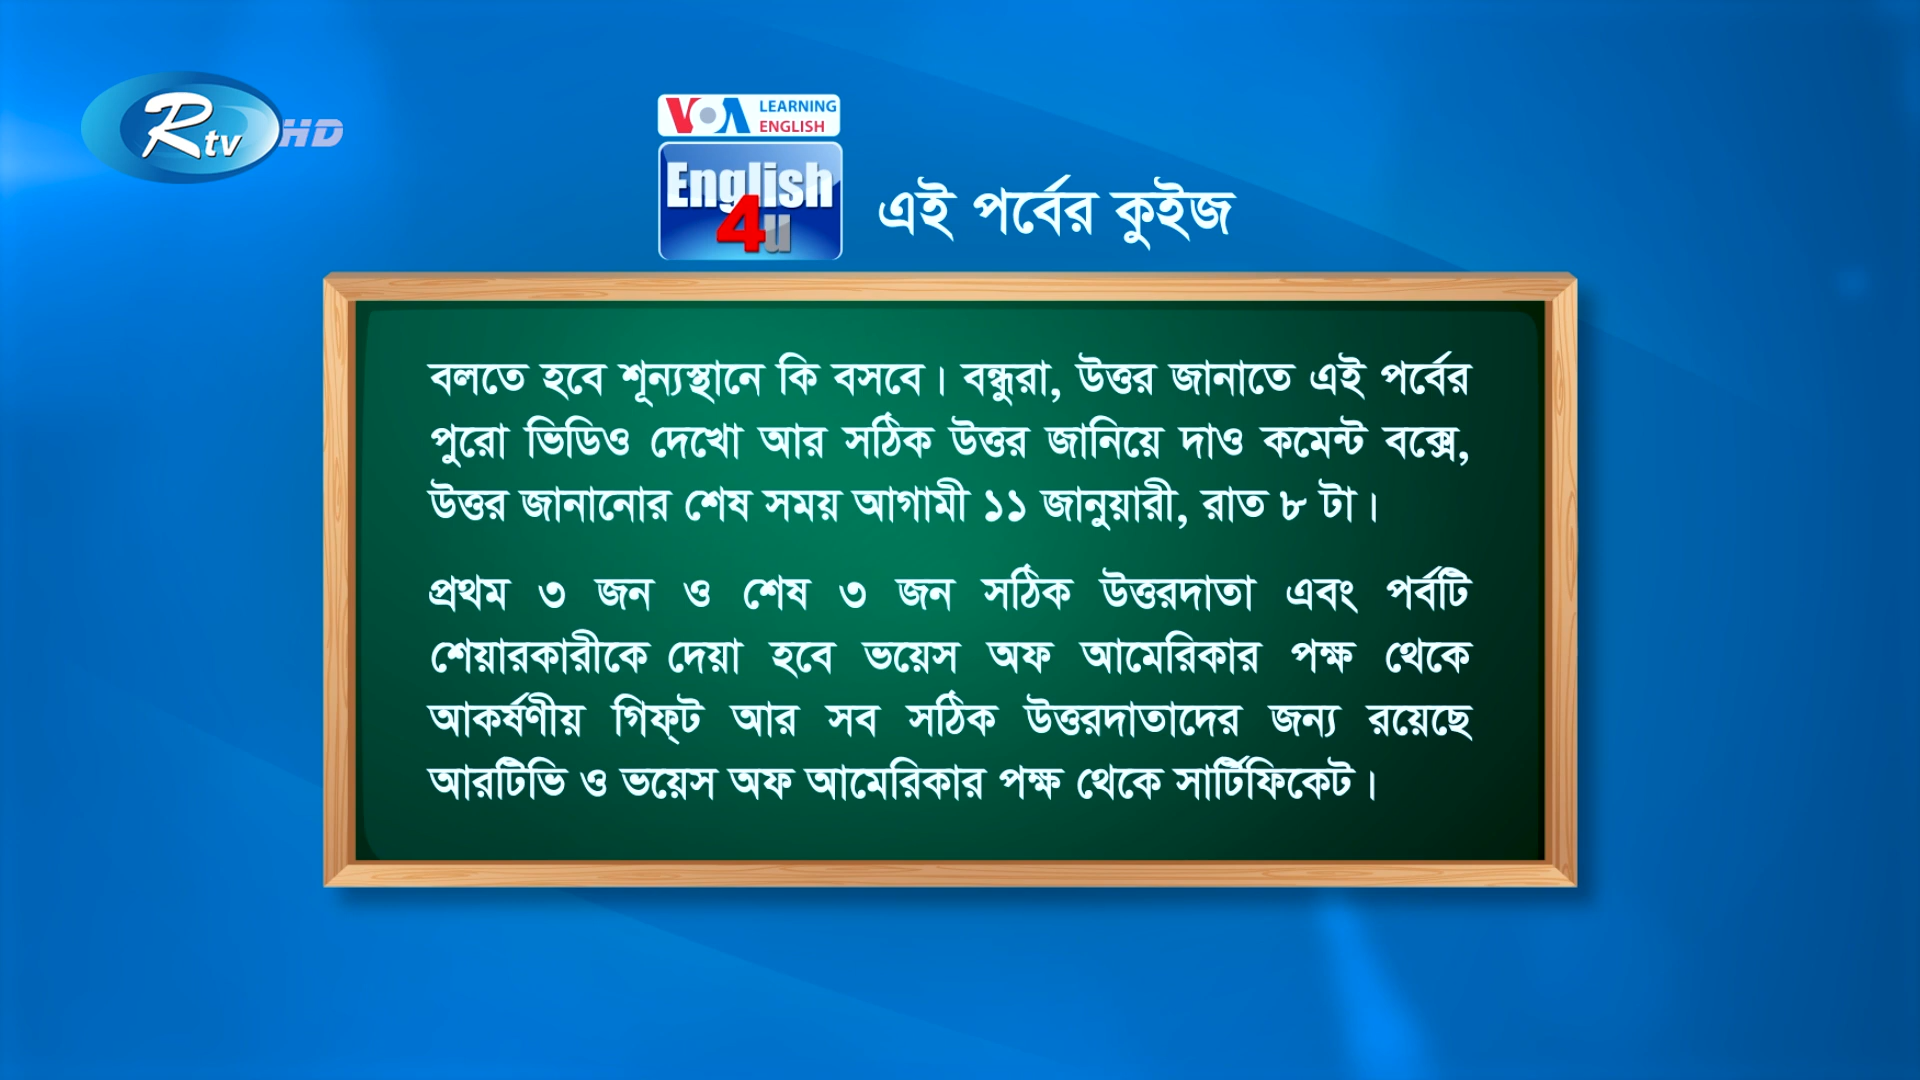 Rtv HD
VOA LEARNING ENGLISH
English 4u
এই পর্বের কুইজ
বলতে হবে শূন্যস্থানে কি বসবে। বন্ধুরা, উত্তর জানাতে এই পর্বের
পুরো ভিডিও দেখো আর সঠিক উত্তর জানিয়ে দাও কমেন্ট বক্সে,
উত্তর জানানোর শেষ সময় আগামী ১১ জানুয়ারী, রাত ৮ টা।
প্রথম ৩ জন ও শেষ ৩ জন সঠিক উত্তরদাতা এবং পর্বটি
শেয়ারকারীকে দেয়া হবে ভয়েস অফ আমেরিকার পক্ষ থেকে
আকর্ষণীয় গিফ্‌ট আর সব সঠিক উত্তরদাতাদের জন্য রয়েছে
আরটিভি ও ভয়েস অফ আমেরিকার পক্ষ থেকে সার্টিফিকেট।